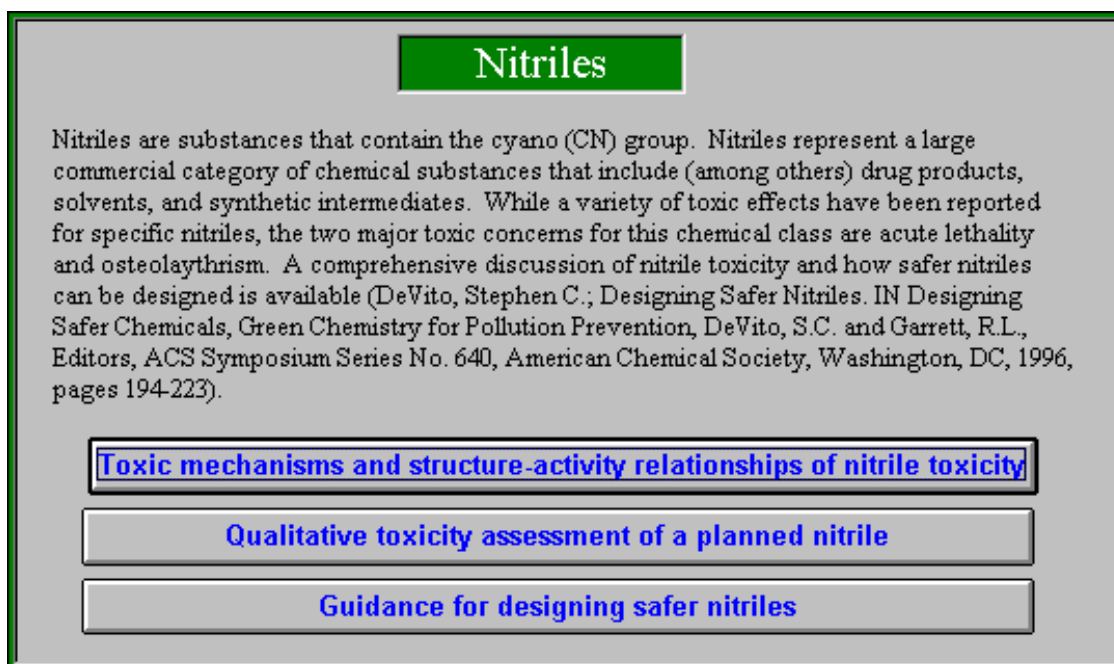 Nitriles
Nitriles are substances that contain the cyano (CN) group. Nitriles represent a large
commercial category of chemical substances that include (among others) drug products,
solvents, and synthetic intermediates. While a variety of toxic effects have been reported
for specific nitriles, the two major toxic concerns for this chemical class are acute lethality
and osteolaythrism. A comprehensive discussion of nitrile toxicity and how safer nitriles
can be designed is available (DeVito, Stephen C.; Designing Safer Nitriles. IN Designing
Safer Chemicals, Green Chemistry for Pollution Prevention, DeVito, S.C. and Garrett, R.L.,
Editors, ACS Symposium Series No. 640, American Chemical Society, Washington, DC, 1996,
pages 194-223).
Toxic mechanisms and structure-activity relationships of nitrile toxicity
Qualitative toxicity assessment of a planned nitrile
Guidance for designing safer nitriles